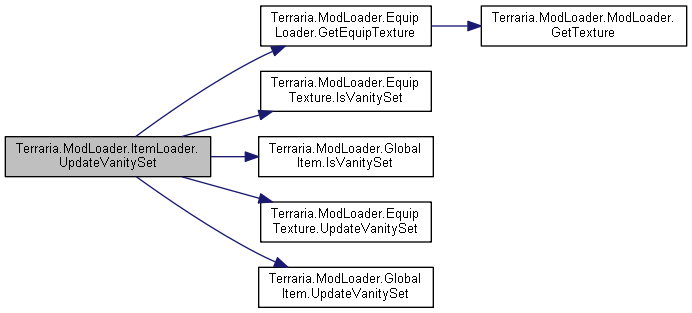 Terraria.ModLoader.ItemLoader.
UpdateVanitySet
Terraria.ModLoader.Equip
Loader.GetEquipTexture
Terraria.ModLoader.ModLoader.
GetTexture
Terraria.ModLoader.Equip
Texture.IsVanitySet
Terraria.ModLoader.Global
Item.IsVanitySet
Terraria.ModLoader.Equip
Texture.UpdateVanitySet
Terraria.ModLoader.Global
Item.UpdateVanitySet